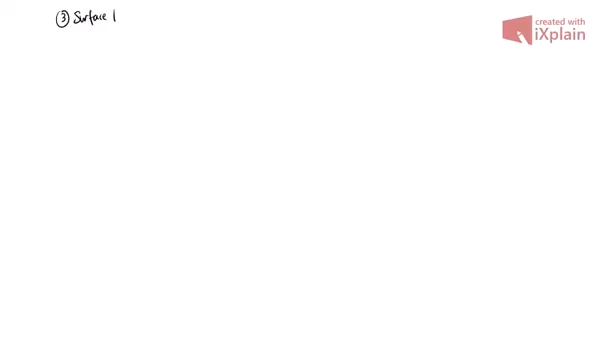 ③ Surface l
created with
iXplain